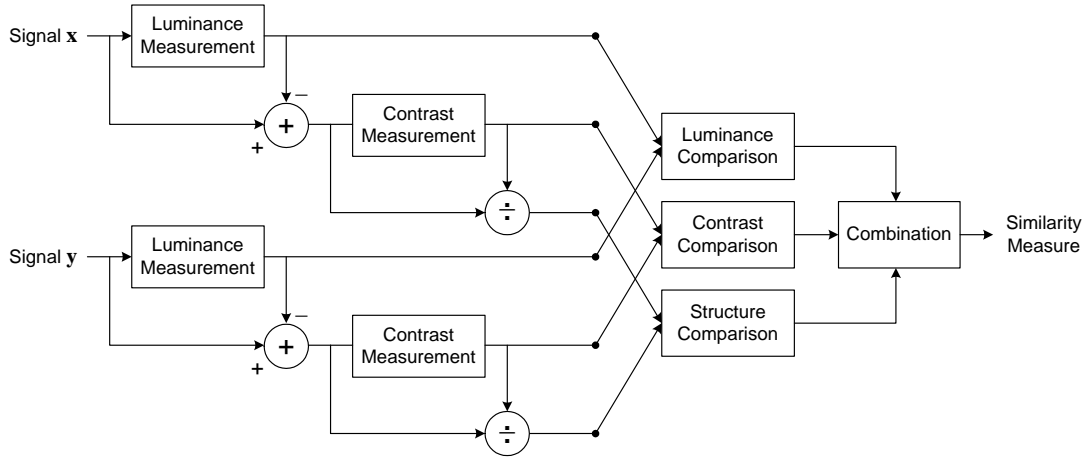 Signal x
Luminance
Measurement
−
+
+
Contrast
Measurement
÷
Signal y
Luminance
Measurement
−
+
+
Contrast
Measurement
÷
Luminance
Comparison
Contrast
Comparison
Structure
Comparison
Combination
Similarity
Measure